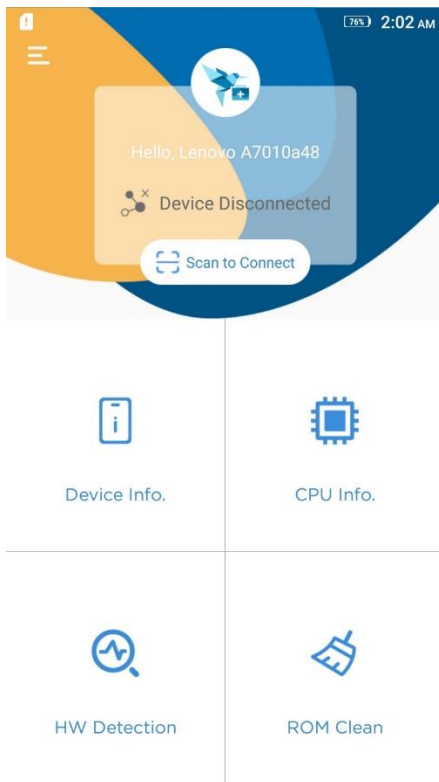 76% 2:02 AM
Hello, Lenovo A7010a48
Device Disconnected
Scan to Connect
Device Info.
CPU Info.
HW Detection
ROM Clean